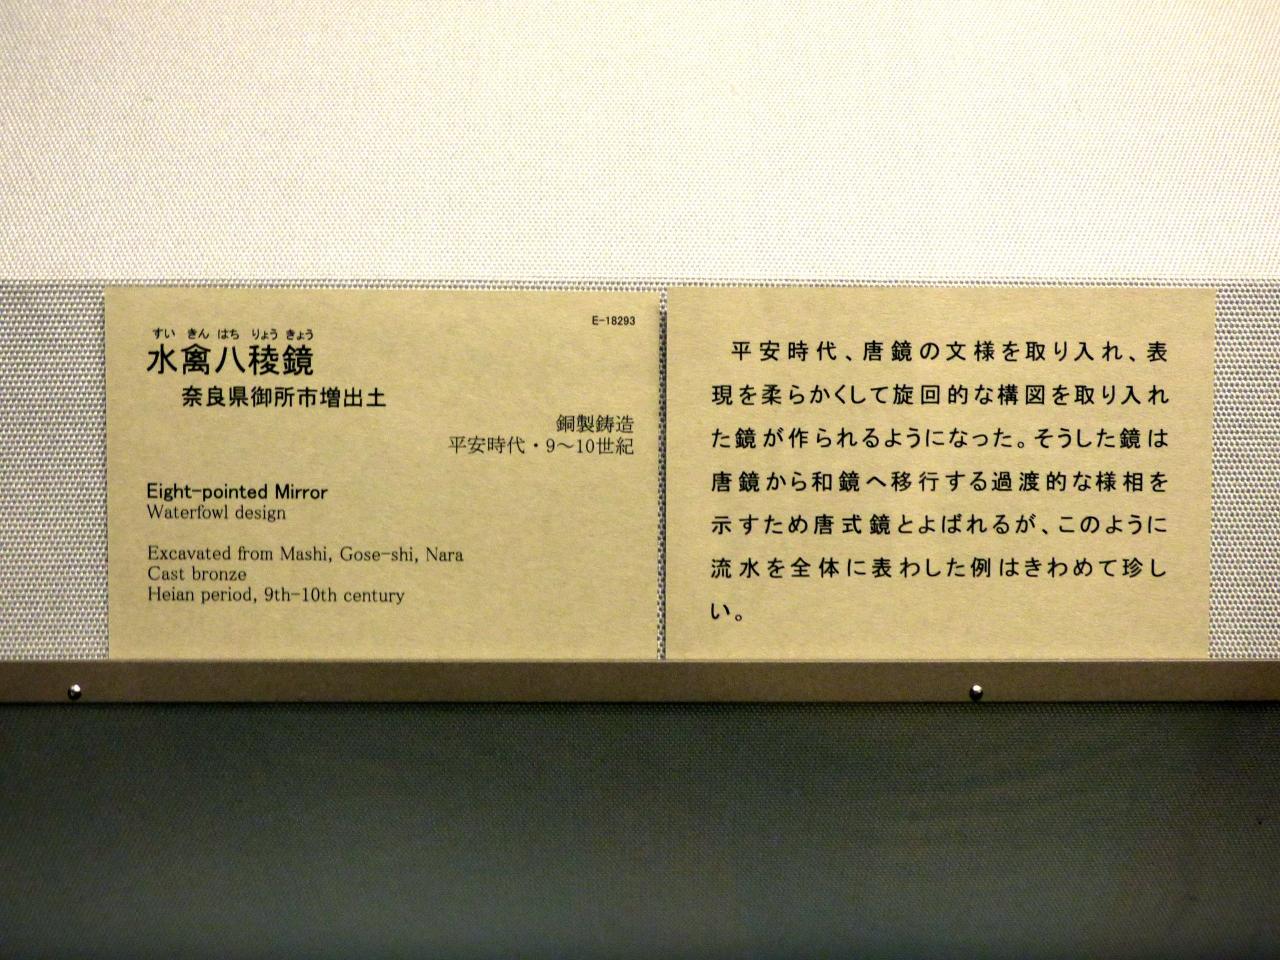 E-18293
すい きん はち りょう きょう
水禽八稜鏡
奈良県御所市増出土
銅製鋳造
平安時代・9～10世紀
Eight-pointed Mirror
Waterfowl design
Excavated from Mashi, Gose-shi, Nara
Cast bronze
Heian period, 9th-10th century
平安時代、唐鏡の文様を取り入れ、表
現を柔らかくして旋回的な構図を取り入れ
た鏡が作られるようになった。そうした鏡は
唐鏡から和鏡へ移行する過渡的な様相を
示すため唐式鏡とよばれるが、このように
流水を全体に表わした例はきわめて珍し
い。